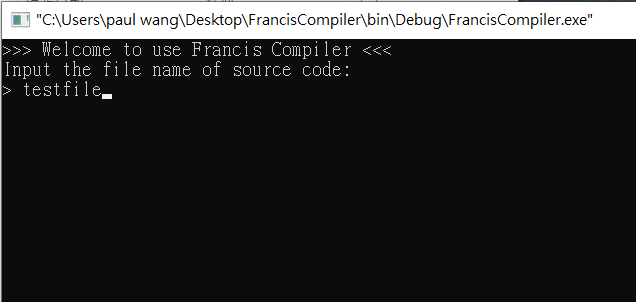 "C:\Users\paul wang\Desktop\FrancisCompiler\bin\Debug\FrancisCompiler.exe"
>>> Welcome to use Francis Compiler <<<
Input the file name of source code:
> testfile